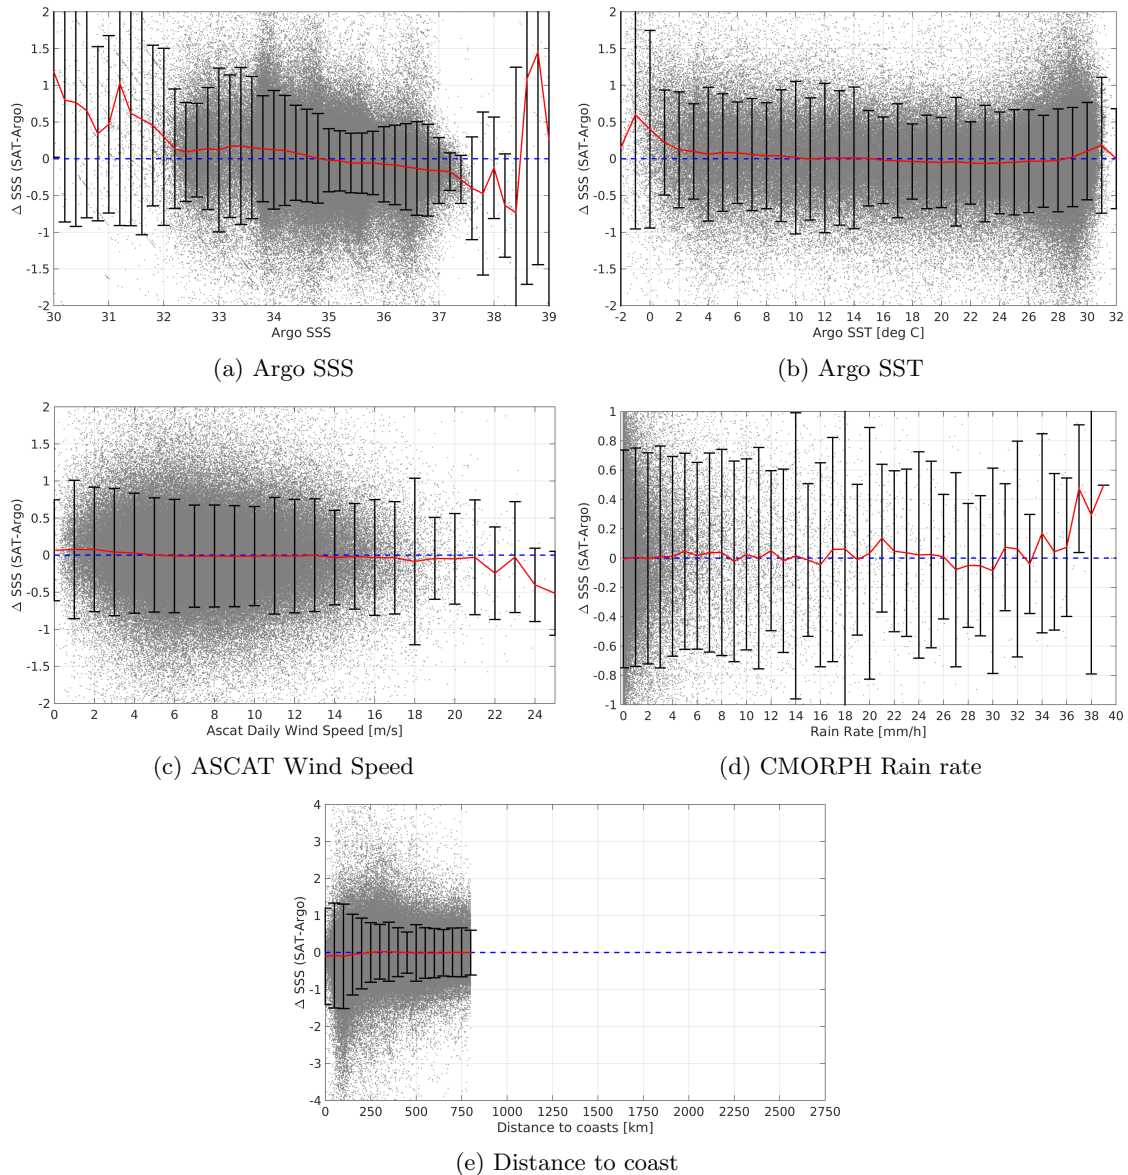 2
1.5
1
0.5
0
-0.5
-1
-1.5
-2
Δ SSS (SAT-Argo)
30 31 32 33 34 35 36 37 38 39
Argo SSS
(a) Argo SSS
2
1.5
1
0.5
0
-0.5
-1
-1.5
-2
Δ SSS (SAT-Argo)
-2 0 2 4 6 8 10 12 14 16 18 20 22 24 26 28 30 32
Argo SST [deg C]
(b) Argo SST
2
1.5
1
0.5
0
-0.5
-1
-1.5
-2
Δ SSS (SAT-Argo)
0 2 4 6 8 10 12 14 16 18 20 22 24
Ascat Daily Wind Speed [m/s]
(c) ASCAT Wind Speed
1
0.8
0.6
0.4
0.2
0
-0.2
-0.4
-0.6
-0.8
-1
Δ SSS (SAT-Argo)
0 2 4 6 8 10 12 14 16 18 20 22 24 26 28 30 32 34 36 38 40
Rain Rate [mm/h]
(d) CMORPH Rain rate
4
3
2
1
0
-1
-2
-3
-4
Δ SSS (SAT-Argo)
0 250 500 750 1000 1250 1500 1750 2000 2250 2500 2750
Distance to coasts [km]
(e) Distance to coast